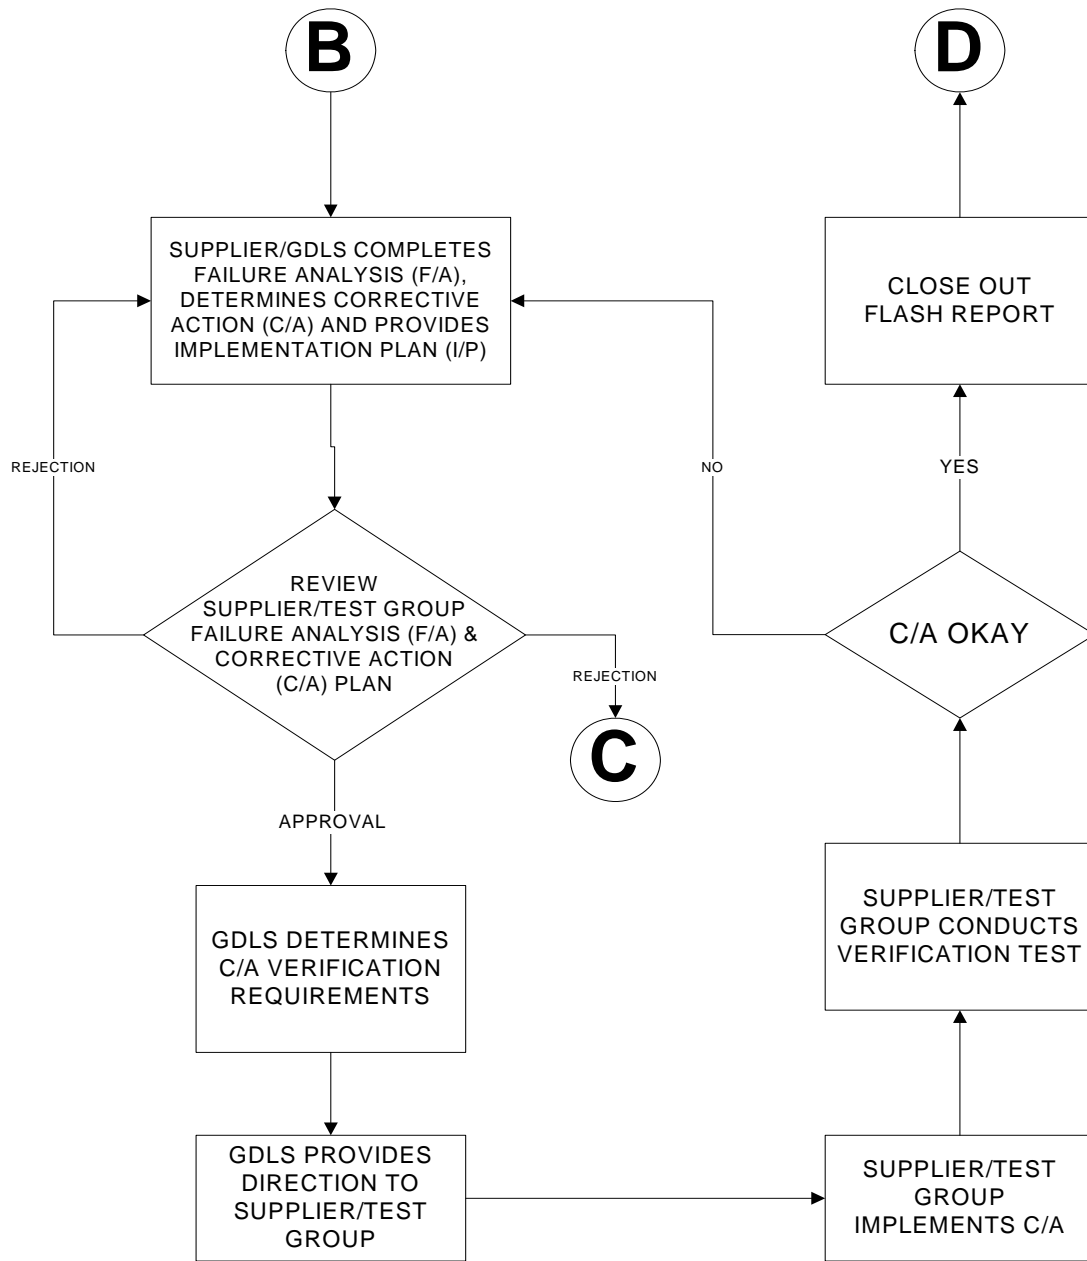 B
D
SUPPLIER/GDLS COMPLETES
FAILURE ANALYSIS (F/A),
DETERMINES CORRECTIVE
ACTION (C/A) AND PROVIDES
IMPLEMENTATION PLAN (I/P)
CLOSE OUT
FLASH REPORT
REJECTION
NO
YES
REVIEW
SUPPLIER/TEST GROUP
FAILURE ANALYSIS (F/A) &
CORRECTIVE ACTION
(C/A) PLAN
C/A OKAY
REJECTION
C
APPROVAL
GDLS DETERMINES
C/A VERIFICATION
REQUIREMENTS
SUPPLIER/TEST
GROUP CONDUCTS
VERIFICATION TEST
GDLS PROVIDES
DIRECTION TO
SUPPLIER/TEST
GROUP
SUPPLIER/TEST
GROUP
IMPLEMENTS C/A